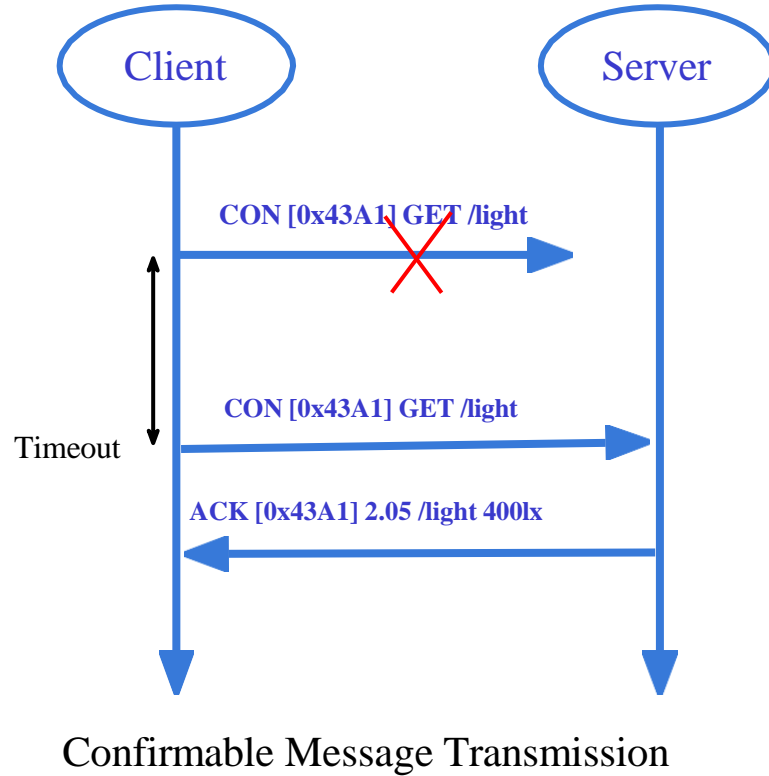 Client
Server
CON [0x43A1] GET /light
CON [0x43A1] GET /light
Timeout
ACK [0x43A1] 2.05 /light 400lx
Confirmable Message Transmission